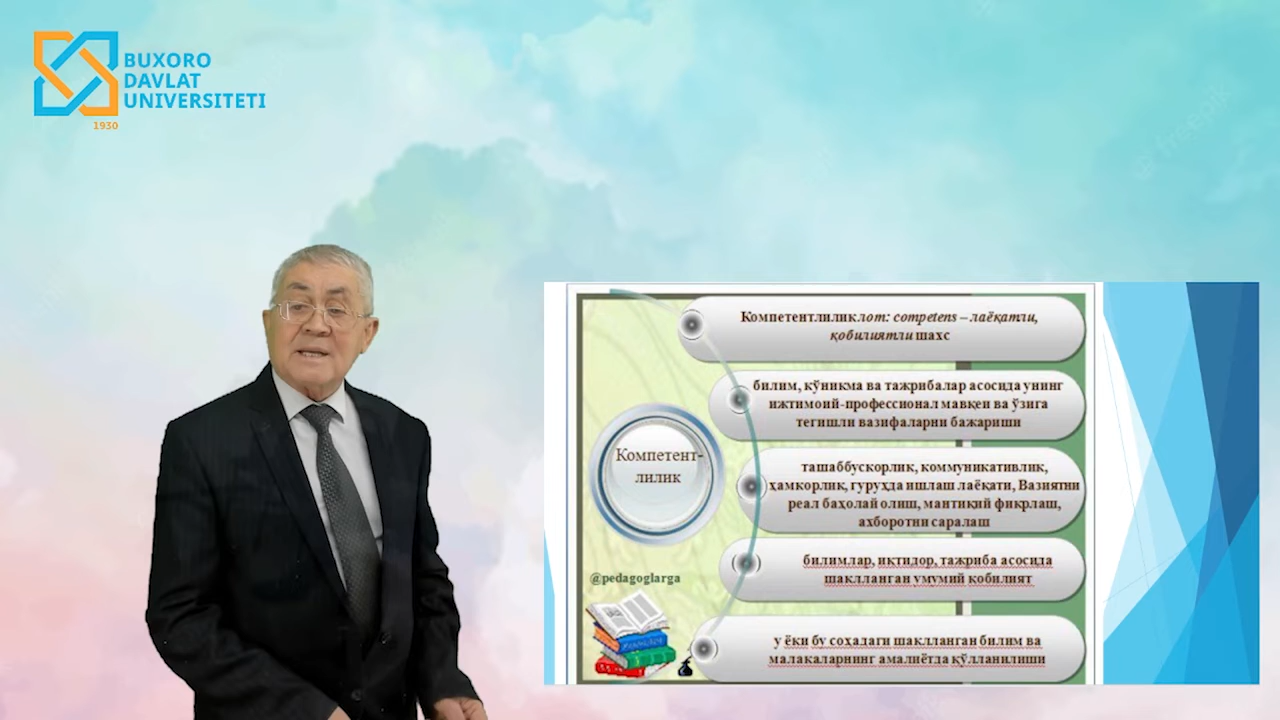 BUXORO
DAVLAT
UNIVERSITETI
1930
Компетентлилик лот: competens – лаёқатли,
қобилиятли шахс
билим, кўникма ва тажрибалар асосида унинг
ижтимоий-профессионал мавқеи ва ўзига
тегишли вазифаларни бажариши
Компетент-
лилик
ташаббускорлик, коммуникативлик,
ҳамкорлик, гуруҳда ишлаш лаёқати, Вазиятни
реал баҳолай олиш, мантиқий фикрлаш,
ахборотни саралаш
билимлар, иқтидор, тажриба асосида
шаклланган умумий қобилият
@pedagoglarga
у ёки бу соҳадаги шаклланган билим ва
малакаларнинг амалиётда қўлланилиши